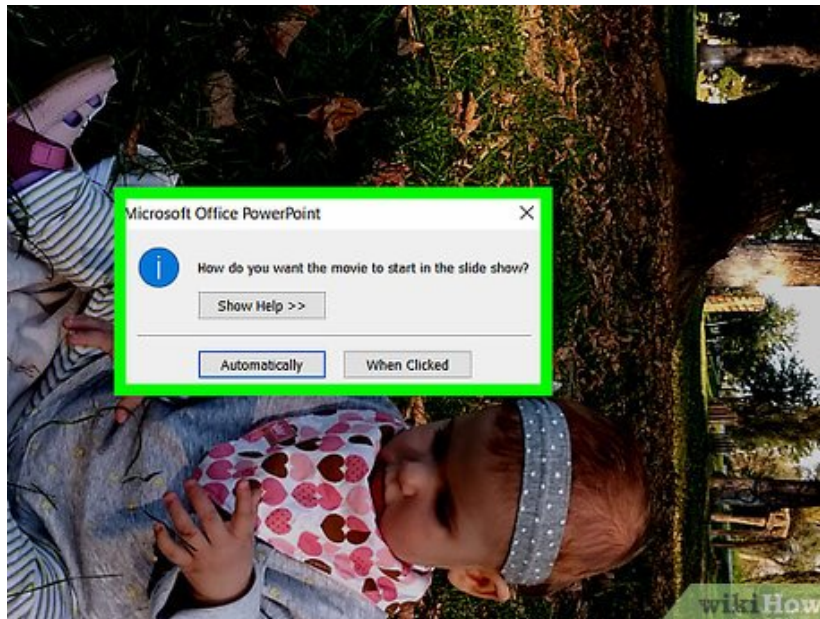 Microsoft Office PowerPoint
How do you want the movie to start in the slide show?
Show Help >>
Automatically
When Clicked
wikiHow